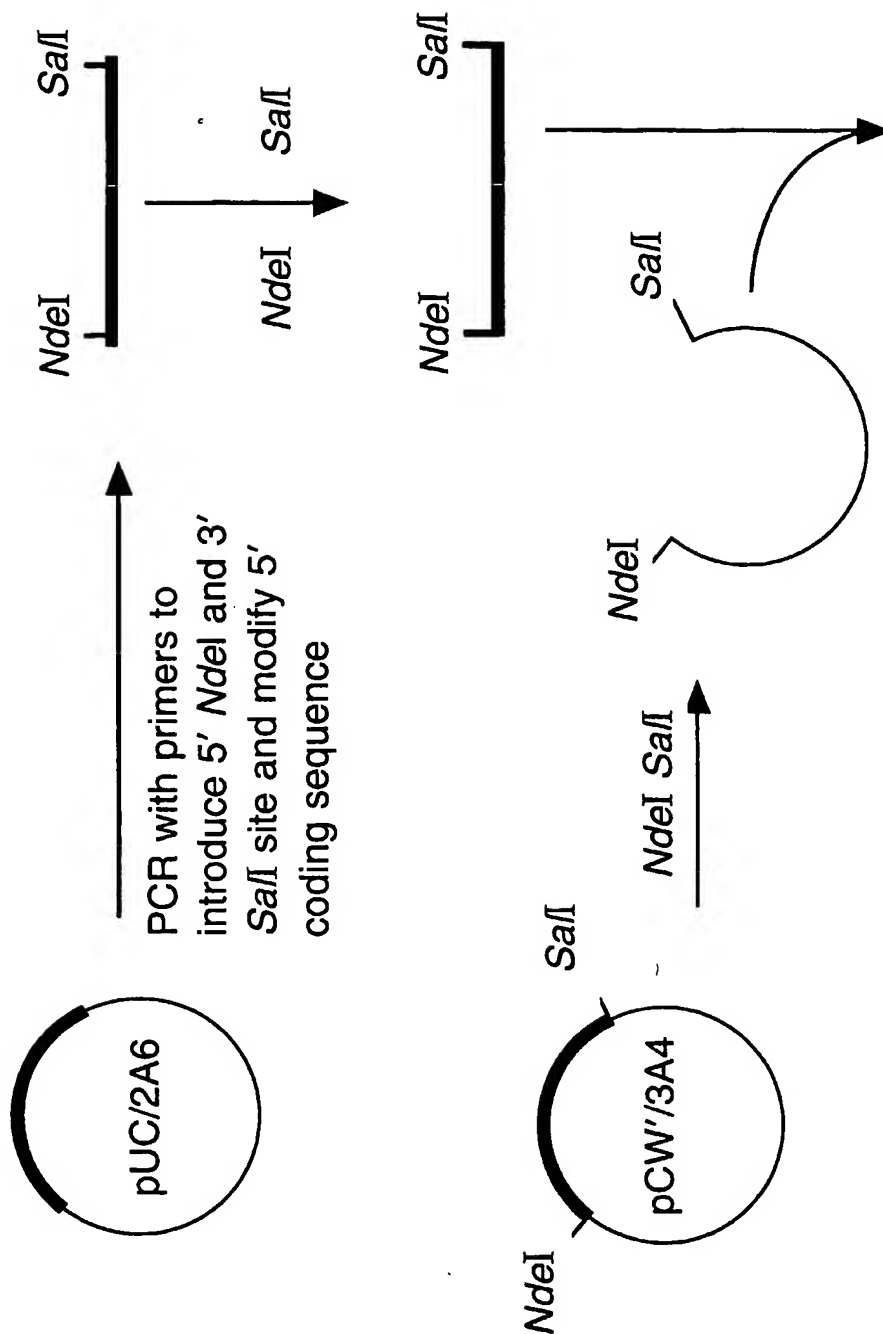 pUC/2A6
PCR with primers to
introduce 5′ NdeI and 3′
SalI site and modify 5′
coding sequence
NdeI
SalI
NdeI
SalI
NdeI
SalI
NdeI
SalI
pCW′/3A4
NdeI SalI
NdeI
SalI